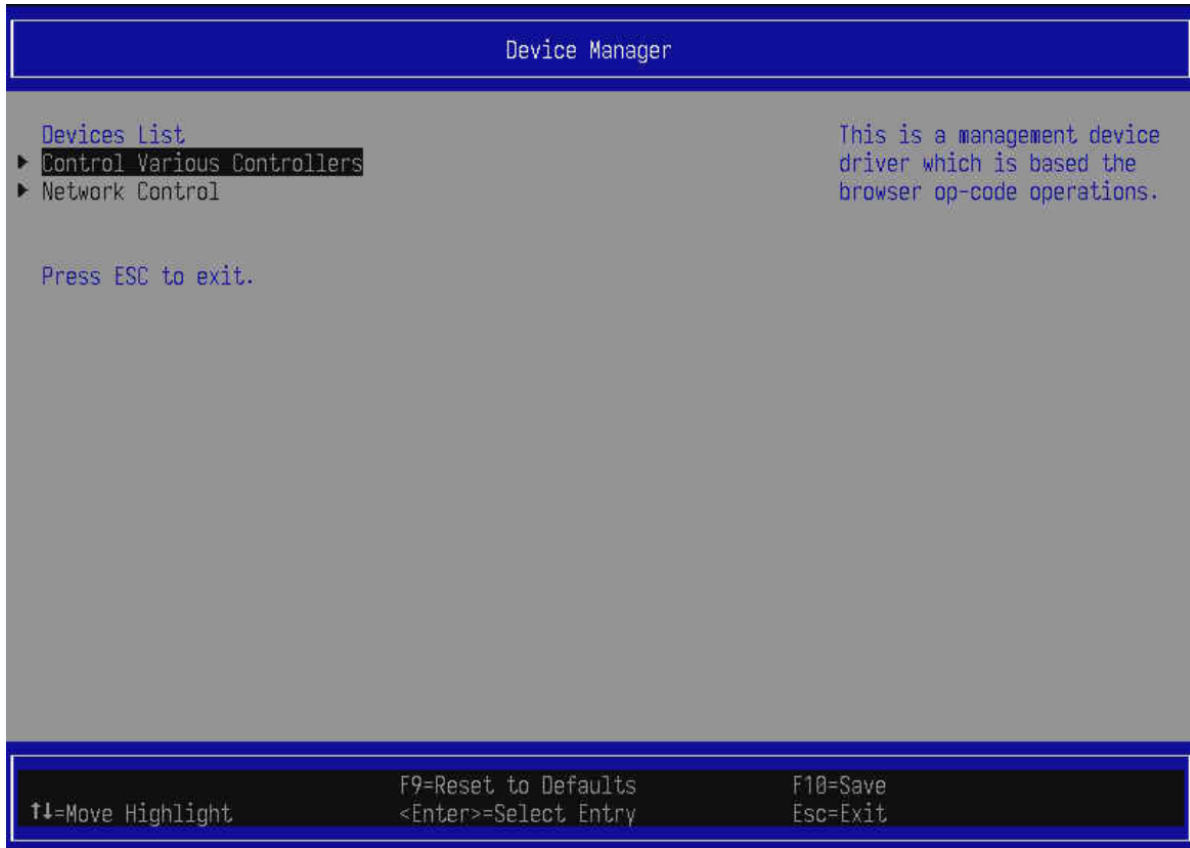 Device Manager
Devices List
▶ Control Various Controllers
▶ Network Control
Press ESC to exit.
This is a management device
driver which is based the
browser op-code operations.
F9=Reset to Defaults F10=Save
↑↓=Move Highlight <Enter>=Select Entry Esc=Exit